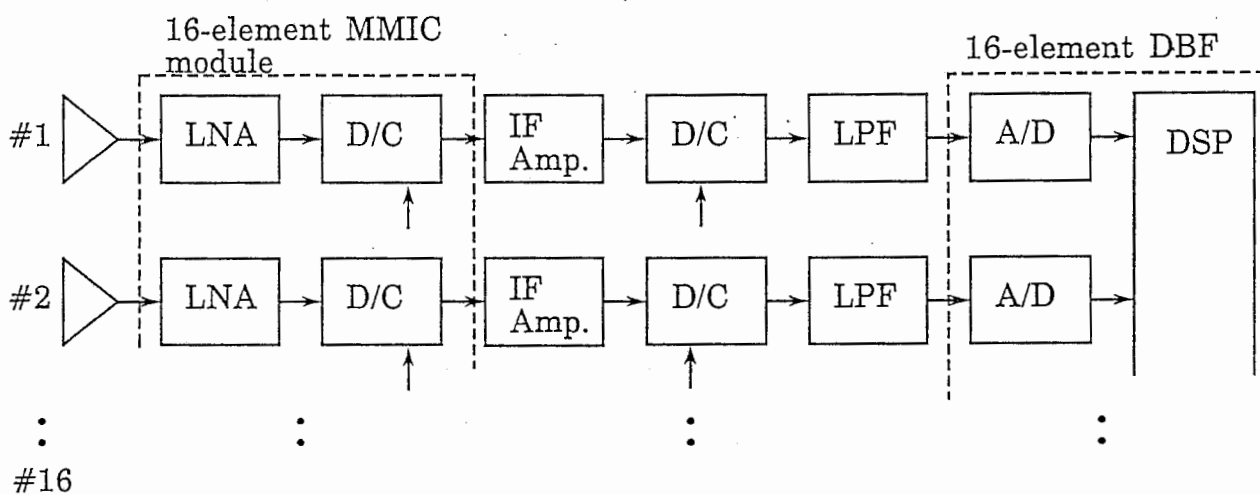 16-element MMIC
module
16-element DBF
#1
LNA
D/C
IF
Amp.
D/C
LPF
A/D
DSP
#2
LNA
D/C
IF
Amp.
D/C
LPF
A/D
#16